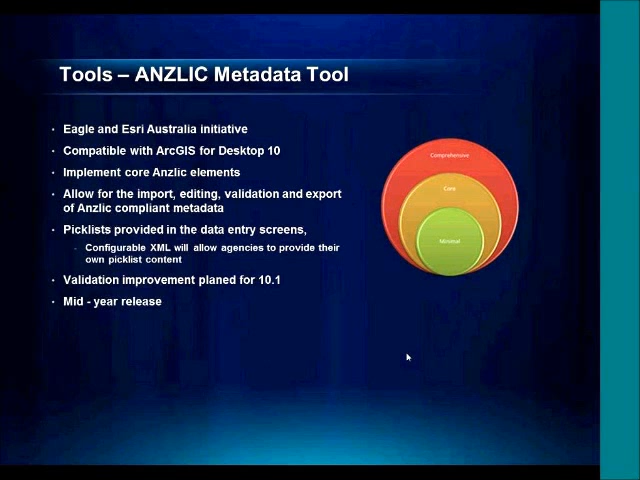 Tools – ANZLIC Metadata Tool
• Eagle and Esri Australia initiative
• Compatible with ArcGIS for Desktop 10
• Implement core Anzlic elements
• Allow for the import, editing, validation and export
of Anzlic compliant metadata
• Picklists provided in the data entry screens,
- Configurable XML will allow agencies to provide their
own picklist content
• Validation improvement planed for 10.1
• Mid - year release
Comprehensive
Core
Minimal